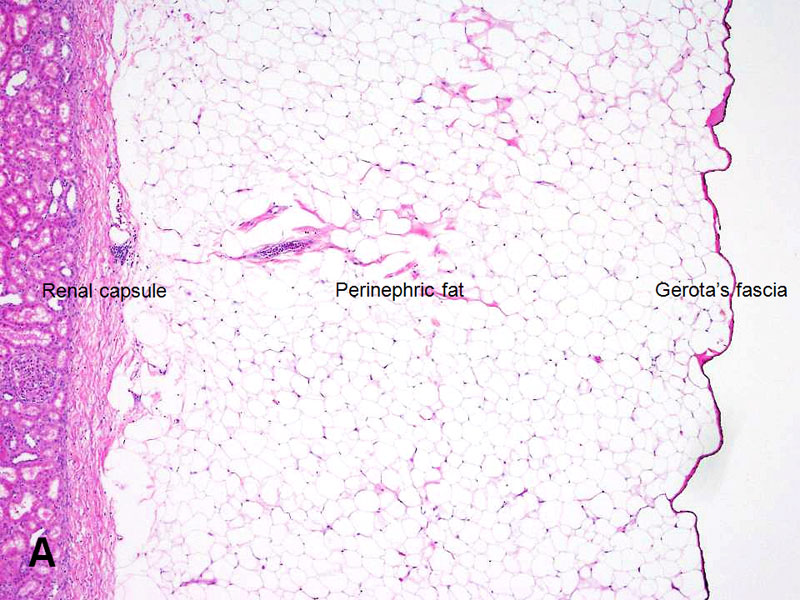 Renal capsule
Perinephric fat
Gerota's fascia
A